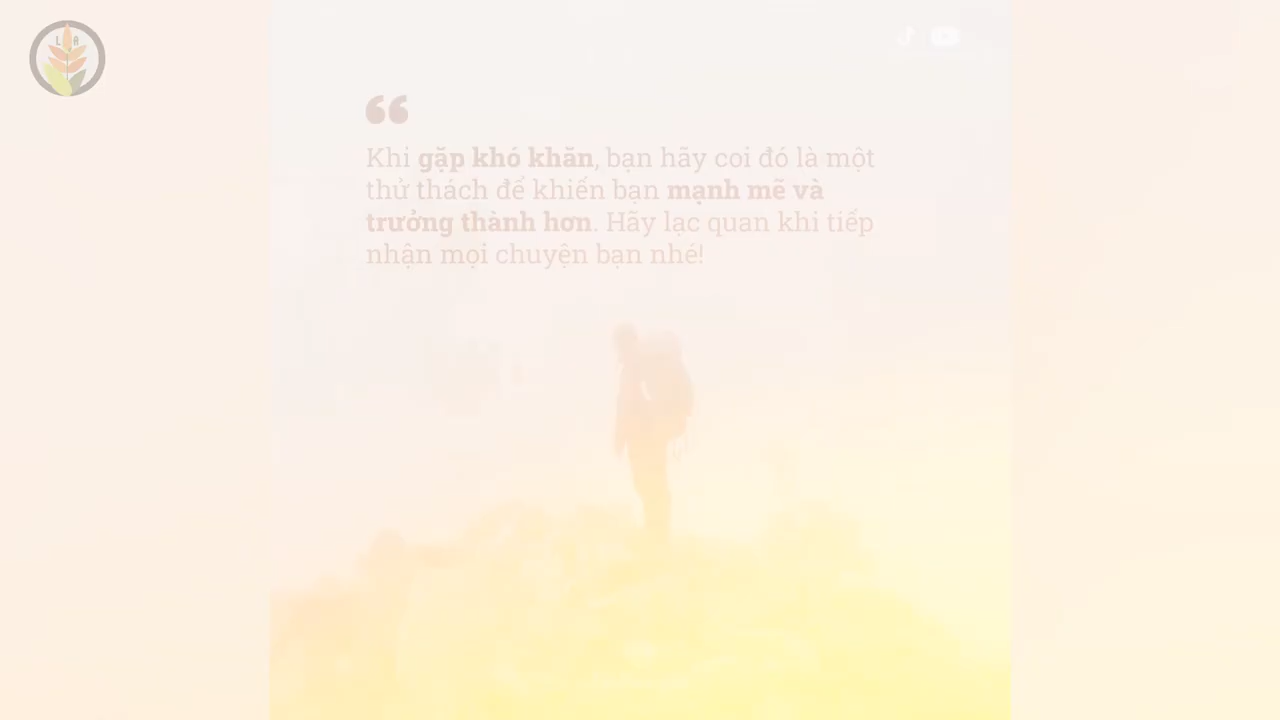 L A
Khi gặp khó khăn, bạn hãy coi đó là một
thử thách để khiến bạn mạnh mẽ và
trưởng thành hơn. Hãy lạc quan khi tiếp
nhận mọi chuyện bạn nhé!